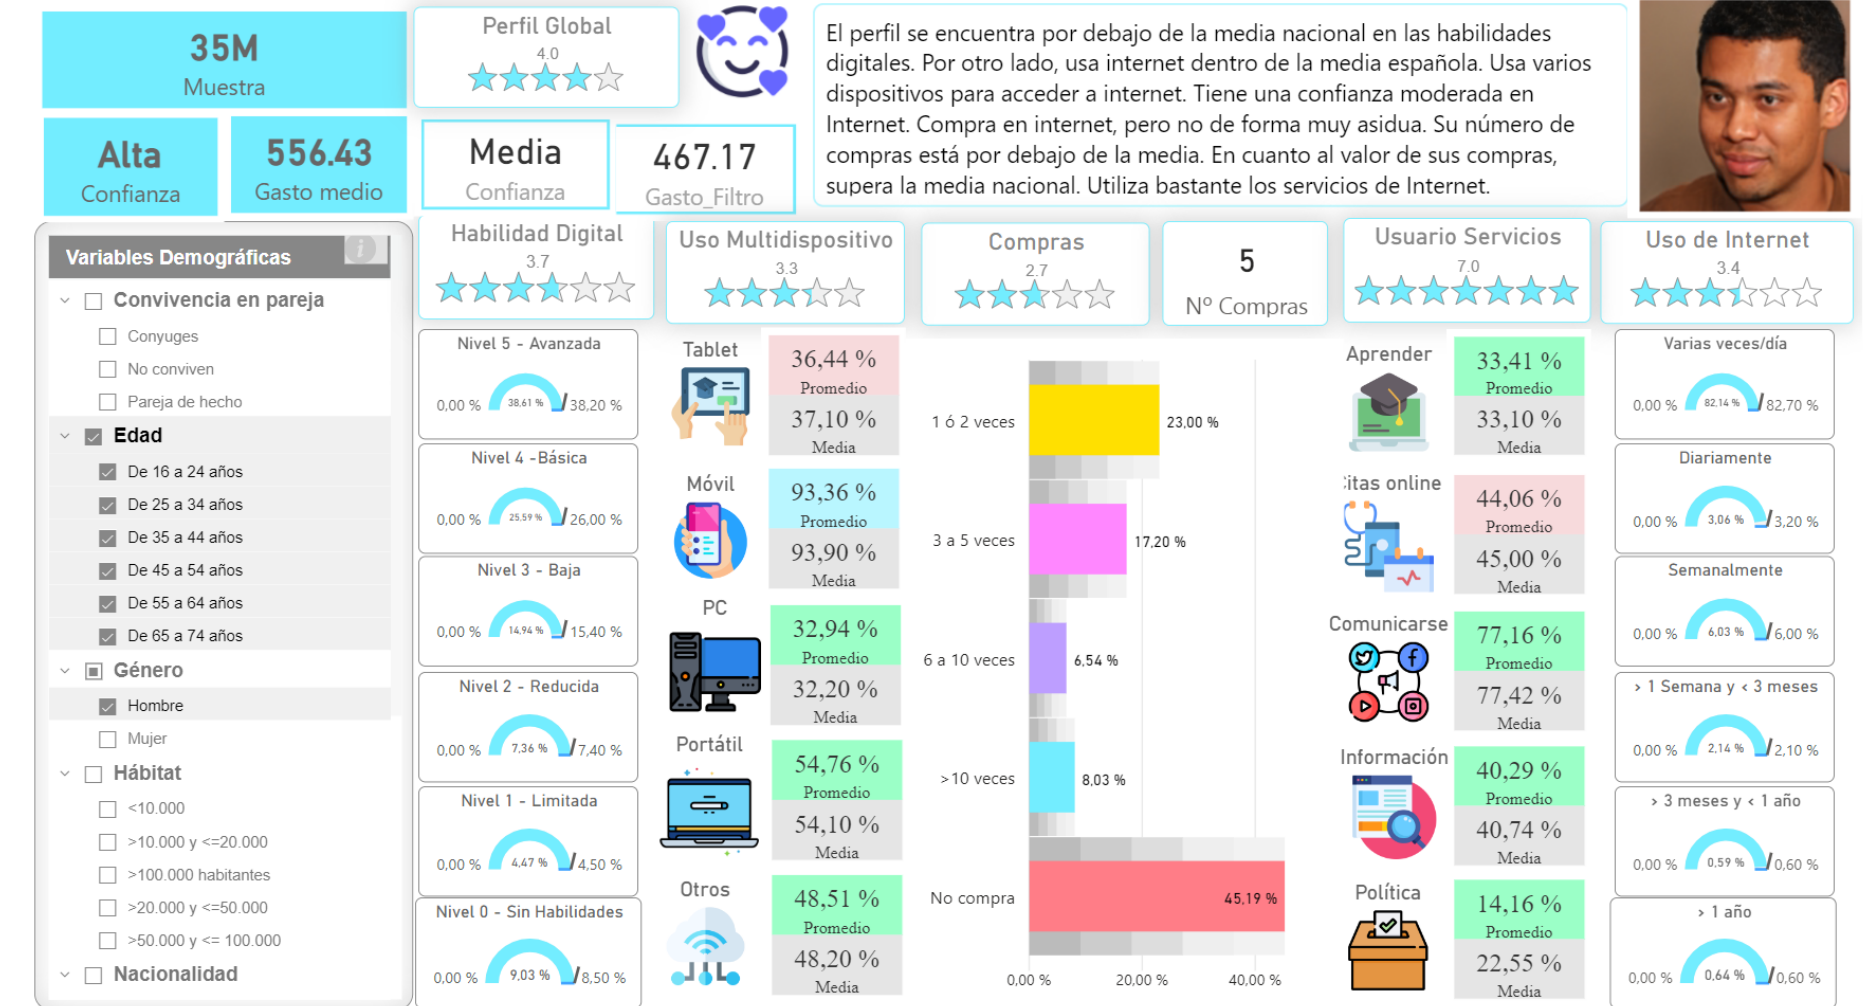 35M
Muestra
Perfil Global
4.0
El perfil se encuentra por debajo de la media nacional en las habilidades
digitales. Por otro lado, usa internet dentro de la media española. Usa varios
dispositivos para acceder a internet. Tiene una confianza moderada en
Internet. Compra en internet, pero no de forma muy asidua. Su número de
compras está por debajo de la media. En cuanto al valor de sus compras,
supera la media nacional. Utiliza bastante los servicios de Internet.
Alta
Confianza
556.43
Gasto medio
Media
Confianza
467.17
Gasto_Filtro
Variables Demográficas
i
Convivencia en pareja
Conyuges
No conviven
Pareja de hecho
Edad
De 16 a 24 años
De 25 a 34 años
De 35 a 44 años
De 45 a 54 años
De 55 a 64 años
De 65 a 74 años
Género
Hombre
Mujer
Hábitat
<10.000
>10.000 y <=20.000
>100.000 habitantes
>20.000 y <=50.000
>50.000 y <= 100.000
Nacionalidad
Habilidad Digital
3.7
Nivel 5 - Avanzada
0,00 % 38,61 % 38,20 %
Nivel 4 -Básica
0,00 % 25,59 % 26,00 %
Nivel 3 - Baja
0,00 % 14,94 % 15,40 %
Nivel 2 - Reducida
0,00 % 7,36 % 7,40 %
Nivel 1 - Limitada
0,00 % 4,47 % 4,50 %
Nivel 0 - Sin Habilidades
0,00 % 9,03 % 8,50 %
Uso Multidispositivo
3.3
Tablet
36,44 %
Promedio
37,10 %
Media
Móvil
93,36 %
Promedio
93,90 %
Media
PC
32,94 %
Promedio
32,20 %
Media
Portátil
54,76 %
Promedio
54,10 %
Media
Otros
48,51 %
Promedio
48,20 %
Media
Compras
2.7
5
Nº Compras
1 ó 2 veces 23,00 %
3 a 5 veces 17,20 %
6 a 10 veces 6,54 %
>10 veces 8,03 %
No compra 45,19 %
0,00 % 20,00 % 40,00 %
Usuario Servicios
7.0
Aprender
33,41 %
Promedio
33,10 %
Media
Citas online
44,06 %
Promedio
45,00 %
Media
Comunicarse
77,16 %
Promedio
77,42 %
Media
Información
40,29 %
Promedio
40,74 %
Media
Política
14,16 %
Promedio
22,55 %
Media
Uso de Internet
3.4
Varias veces/día
0,00 % 82,14 % 82,70 %
Diariamente
0,00 % 3,06 % 3,20 %
Semanalmente
0,00 % 6,03 % 6,00 %
> 1 Semana y < 3 meses
0,00 % 2,14 % 2,10 %
> 3 meses y < 1 año
0,00 % 0,59 % 0,60 %
> 1 año
0,00 % 0,64 % 0,60 %